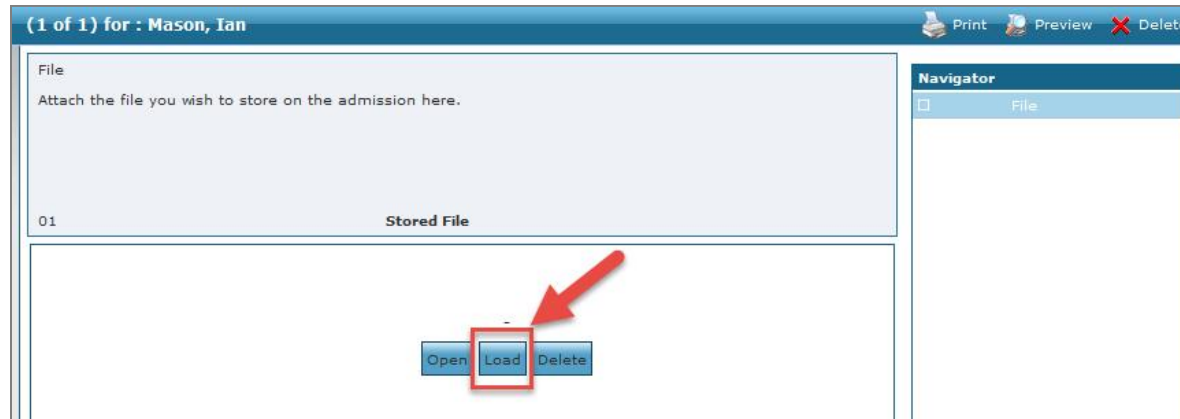 (1 of 1) for : Mason, Ian
Print Preview Delete
File
Attach the file you wish to store on the admission here.
01 Stored File
Navigator
File
-
Open Load Delete